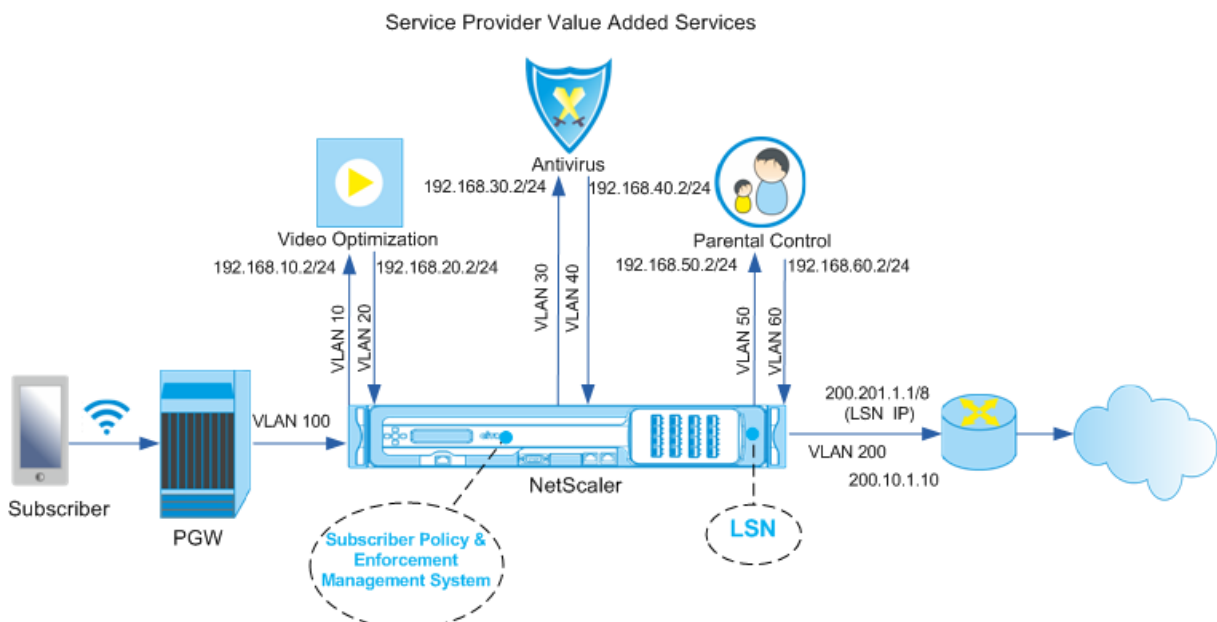 Service Provider Value Added Services
Antivirus
192.168.30.2/24
192.168.40.2/24
Video Optimization
Parental Control
192.168.10.2/24
192.168.20.2/24
192.168.50.2/24
192.168.60.2/24
VLAN 10
VLAN 20
VLAN 30
VLAN 40
VLAN 50
VLAN 60
200.201.1.1/8
(LSN IP)
VLAN 100
VLAN 200
200.10.1.10
NetScaler
Subscriber
PGW
Subscriber Policy &
Enforcement
Management System
LSN